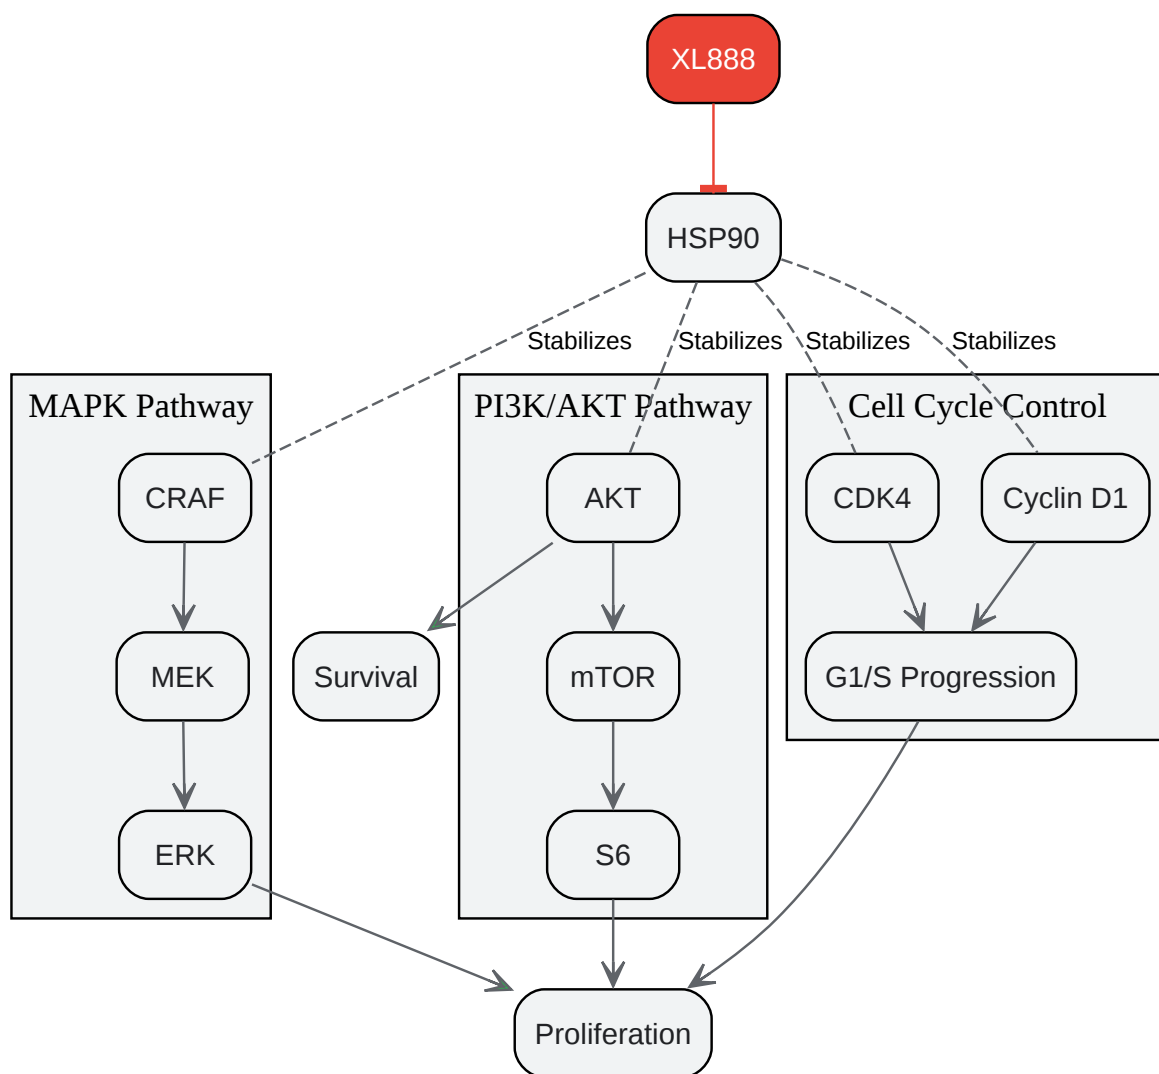 XL888
HSP90
Stabilizes
Stabilizes
Stabilizes
Stabilizes
MAPK Pathway
PI3K/AKT Pathway
Cell Cycle Control
CRAF
AKT
CDK4
Cyclin D1
MEK
Survival
mTOR
G1/S Progression
ERK
S6
Proliferation